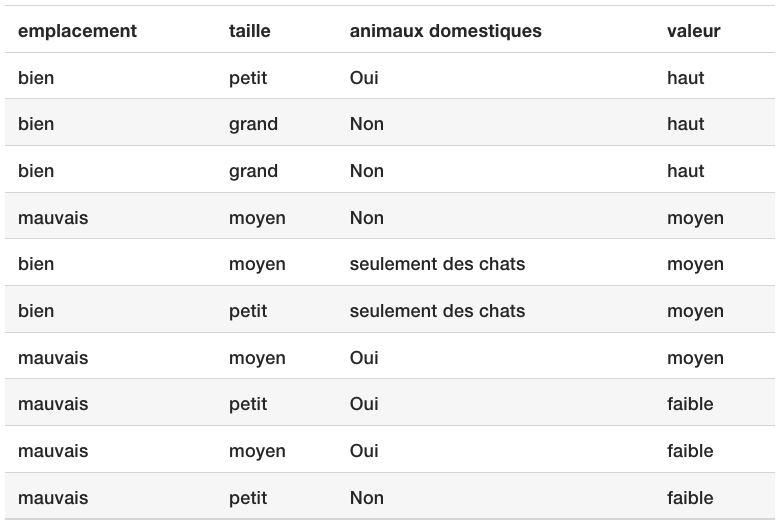 emplacement taille animaux domestiques valeur
bien petit Oui haut
bien grand Non haut
bien grand Non haut
mauvais moyen Non moyen
bien moyen seulement des chats moyen
bien petit seulement des chats moyen
mauvais moyen Oui moyen
mauvais petit Oui faible
mauvais moyen Oui faible
mauvais petit Non faible